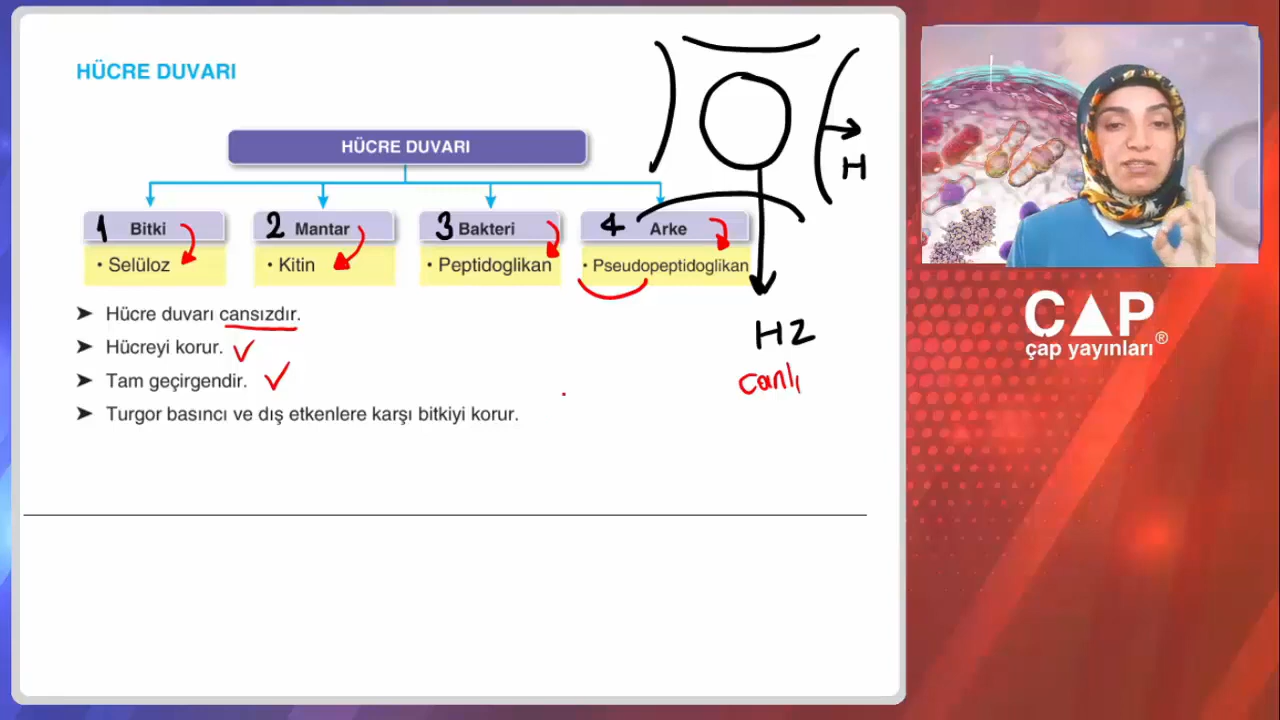 HÜCRE DUVARI
HÜCRE DUVARI
1 Bitki
• Selüloz
2 Mantar
• Kitin
3 Bakteri
• Peptidoglikan
4 Arke
• Pseudopeptidoglikan
➤ Hücre duvarı cansızdır.
➤ Hücreyi korur.
➤ Tam geçirgendir.
➤ Turgor basıncı ve dış etkenlere karşı bitkiyi korur.
H
HZ
canlı
ÇAP
çap yayınları®